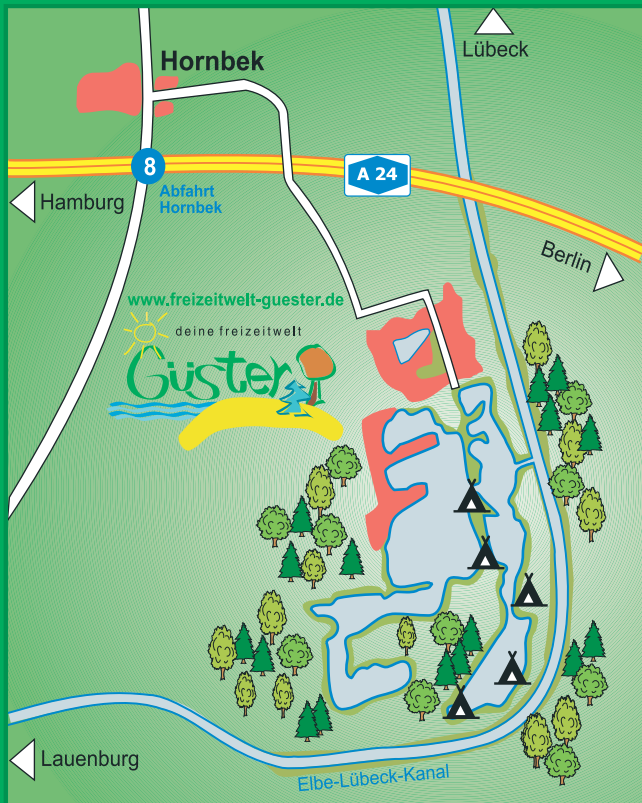 Lübeck
Hornbek
8
A 24
Abfahrt
Hornbek
Hamburg
Berlin
www.freizeitwelt-guester.de
deine freizeitwelt
Güster
Lauenburg
Elbe-Lübeck-Kanal